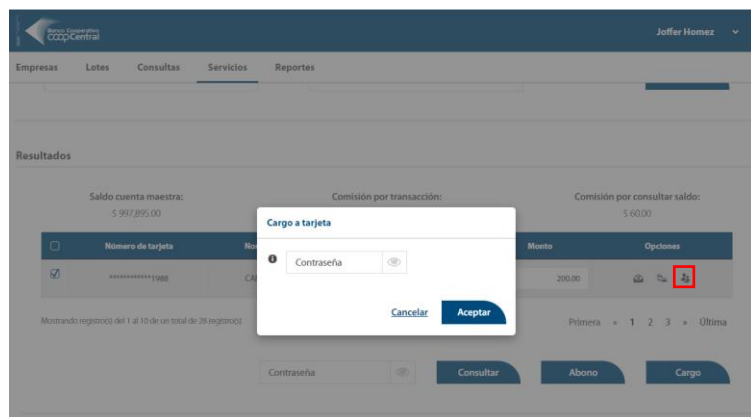 Banco Cooperativo
coopCentral
Joffer Homez
Empresas Lotes Consultas Servicios Reportes
Resultados
Saldo cuenta maestra: Comisión por transacción: Comisión por consultar saldo:
$ 997,895.00 $ 60.00
Cargo a tarjeta
Número de tarjeta Monto Opciones
Contraseña
************1988 200.00
Cancelar Aceptar
Mostrando registro(s) del 1 al 10 de un total de 28 registro(s) Primera « 1 2 3 » Última
Contraseña Consultar Abono Cargo